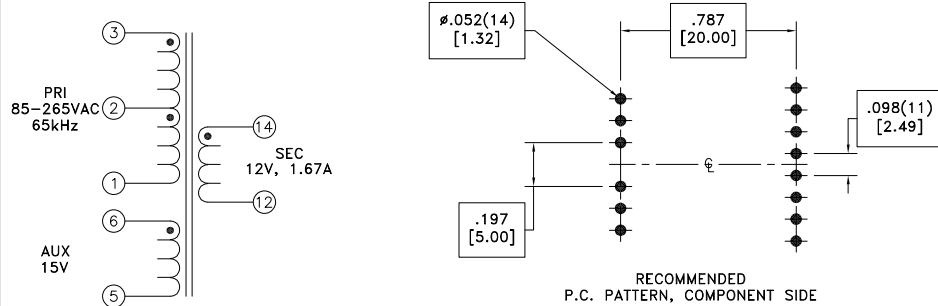 3
PRI
85-265VAC
65kHz
2
1
14
SEC
12V, 1.67A
12
6
AUX
15V
5
ø.052(14)
[1.32]
.787
[20.00]
.098(11)
[2.49]
℄
.197
[5.00]
RECOMMENDED
P.C. PATTERN, COMPONENT SIDE